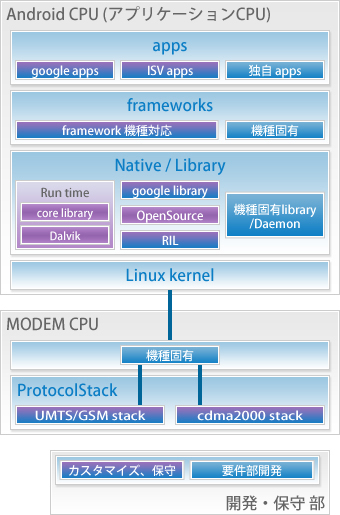 Android CPU (アプリケーションCPU)
apps
google apps
ISV apps
独自 apps
frameworks
framework 機種対応
機種固有
Native / Library
Run time
core library
Dalvik
google library
OpenSource
RIL
機種固有library
/Daemon
Linux kernel
MODEM CPU
機種固有
ProtocolStack
UMTS/GSM stack
cdma2000 stack
カスタマイズ、保守
要件部開発
開発・保守 部